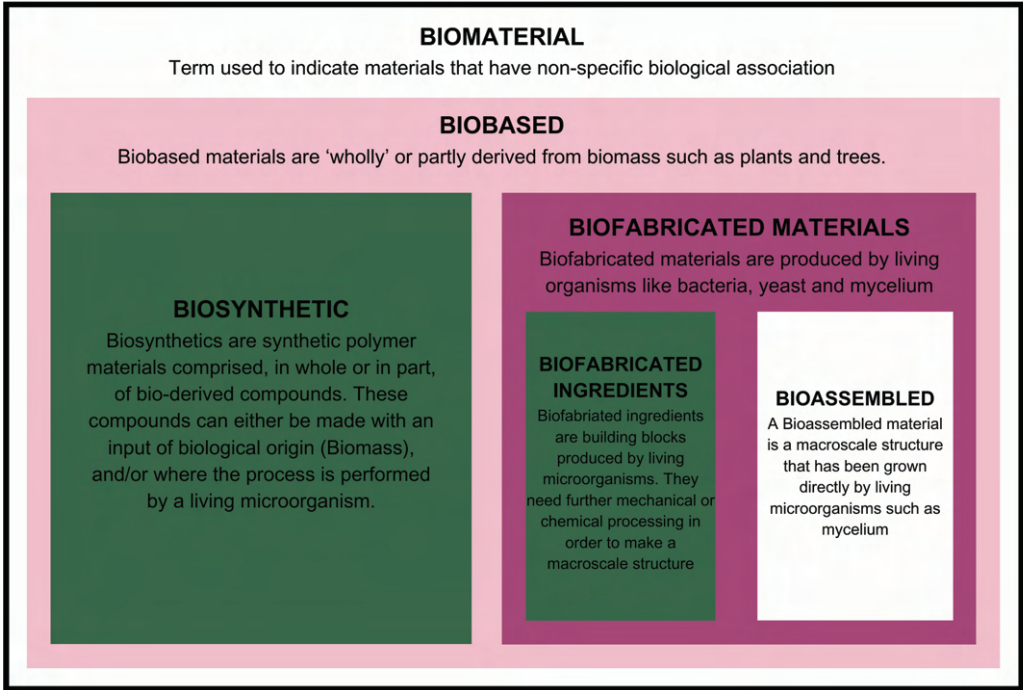 BIOMATERIAL
Term used to indicate materials that have non-specific biological association
BIOBASED
Biobased materials are ‘wholly’ or partly derived from biomass such as plants and trees.
BIOSYNTHETIC
Biosynthetics are synthetic polymer
materials comprised, in whole or in part,
of bio-derived compounds. These
compounds can either be made with an
input of biological origin (Biomass),
and/or where the process is performed
by a living microorganism.
BIOFABRICATED MATERIALS
Biofabricated materials are produced by living
organisms like bacteria, yeast and mycelium
BIOFABRICATED
INGREDIENTS
Biofabriated ingredients
are building blocks
produced by living
microorganisms. They
need further mechanical or
chemical processing in
order to make a
macroscale structure
BIOASSEMBLED
A Bioassembled material
is a macroscale structure
that has been grown
directly by living
microorganisms such as
mycelium